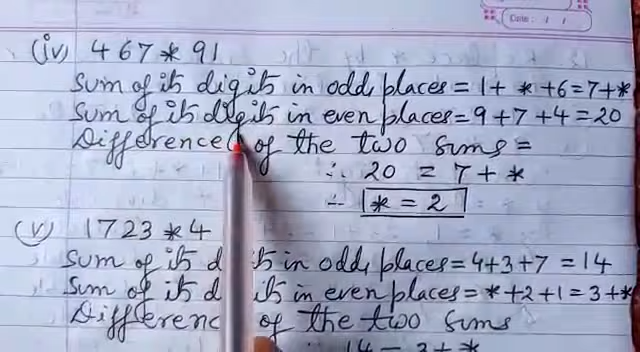 Date: / /
(iv) 467*91
Sum of its digits in odd places = 1+ * +6=7+*
Sum of its digits in even places = 9+7+4=20
Difference of the two sums =
∴ 20 = 7 + *
∴ * = 2
(v) 1723*4
Sum of its in odd places = 4+3+7 = 14
Sum of its in even places = *+2+1=3+*
Difference of the two sums
14 = 3+*